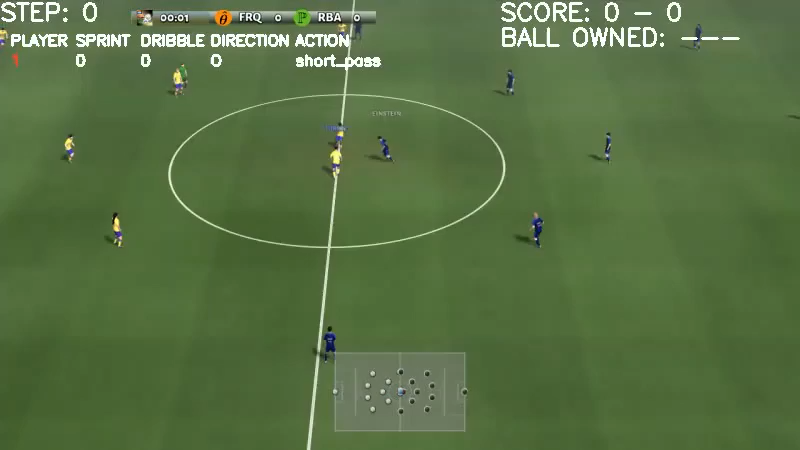 STEP: 0
00:01 FRQ 0 RBA 0
SCORE: 0 - 0
BALL OWNED: ---
PLAYER SPRINT DRIBBLE DIRECTION ACTION
1 0 0 0 short_pass
EINSTEIN